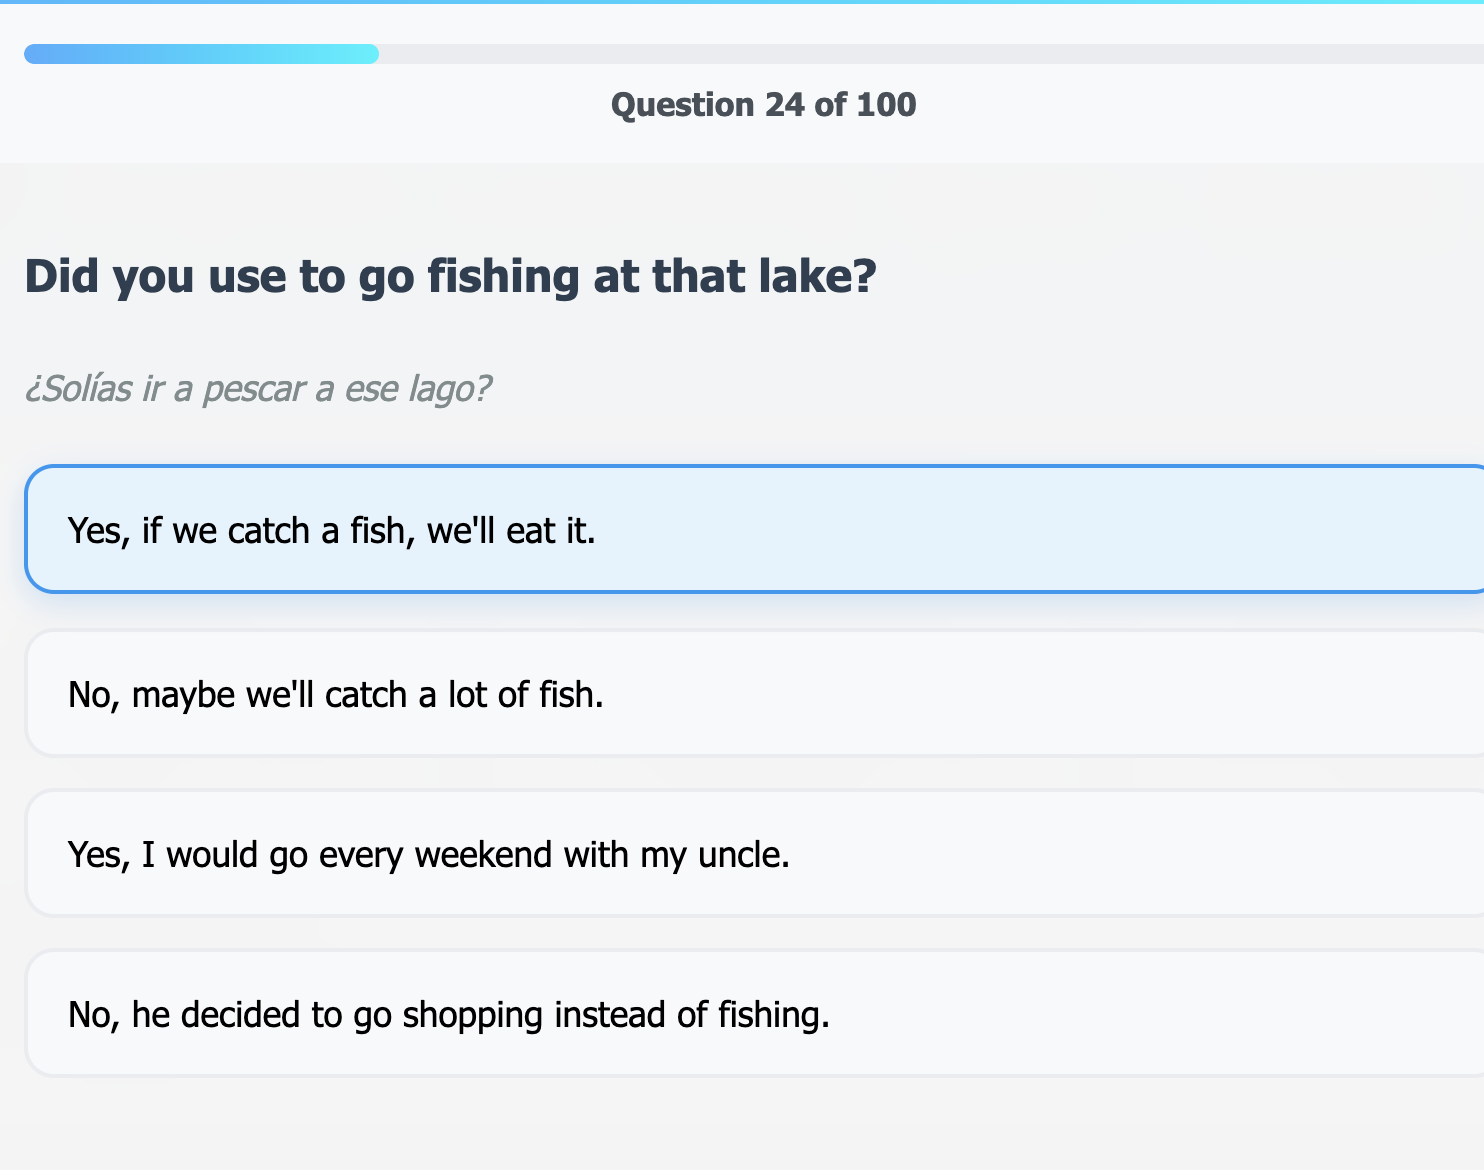 Question 24 of 100
Did you use to go fishing at that lake?
¿Solías ir a pescar a ese lago?
Yes, if we catch a fish, we'll eat it.
No, maybe we'll catch a lot of fish.
Yes, I would go every weekend with my uncle.
No, he decided to go shopping instead of fishing.